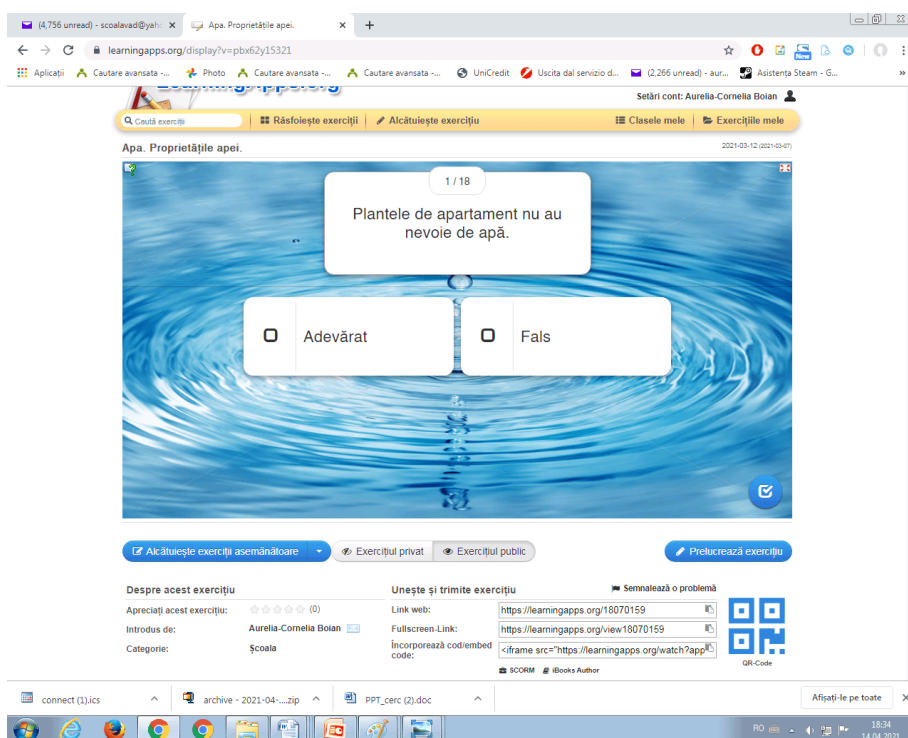 (4,756 unread) - scoalavad@yah
Apa. Proprietățile apei.
learningapps.org/display?v=pbx62y15321
New
Aplicații
Cautare avansata -...
Photo
Cautare avansata -...
Cautare avansata -...
UniCredit
Uscita dal servizio d...
(2,266 unread) - aur...
Asistența Steam - G...
»
Setări cont: Aurelia-Cornelia Boian
Caută exerciții
Răsfoiește exerciții
Alcătuiește exercițiu
Clasele mele
Exercițiile mele
Apa. Proprietățile apei.
2021-03-12 (2021-03-07)
1 / 18
Plantele de apartament nu au
nevoie de apă.
Adevărat
Fals
Alcătuiește exerciții asemănătoare
Exercițiul privat
Exercițiul public
Prelucrează exercițiu
Despre acest exercițiu
Apreciați acest exercițiu:
(0)
Introdus de:
Aurelia-Cornelia Boian
Categorie:
Școala
Unește și trimite exercițiu
Semnalează o problemă
Link web:
https://learningapps.org/18070159
Fullscreen-Link:
https://learningapps.org/view18070159
Încorporează cod/embed
code:
<iframe src="https://learningapps.org/watch?app
SCORM
iBooks Author
QR-Code
connect (1).ics
archive - 2021-04-....zip
PPT_cerc (2).doc
Afișați-le pe toate
RO
18:34
14.04.2021